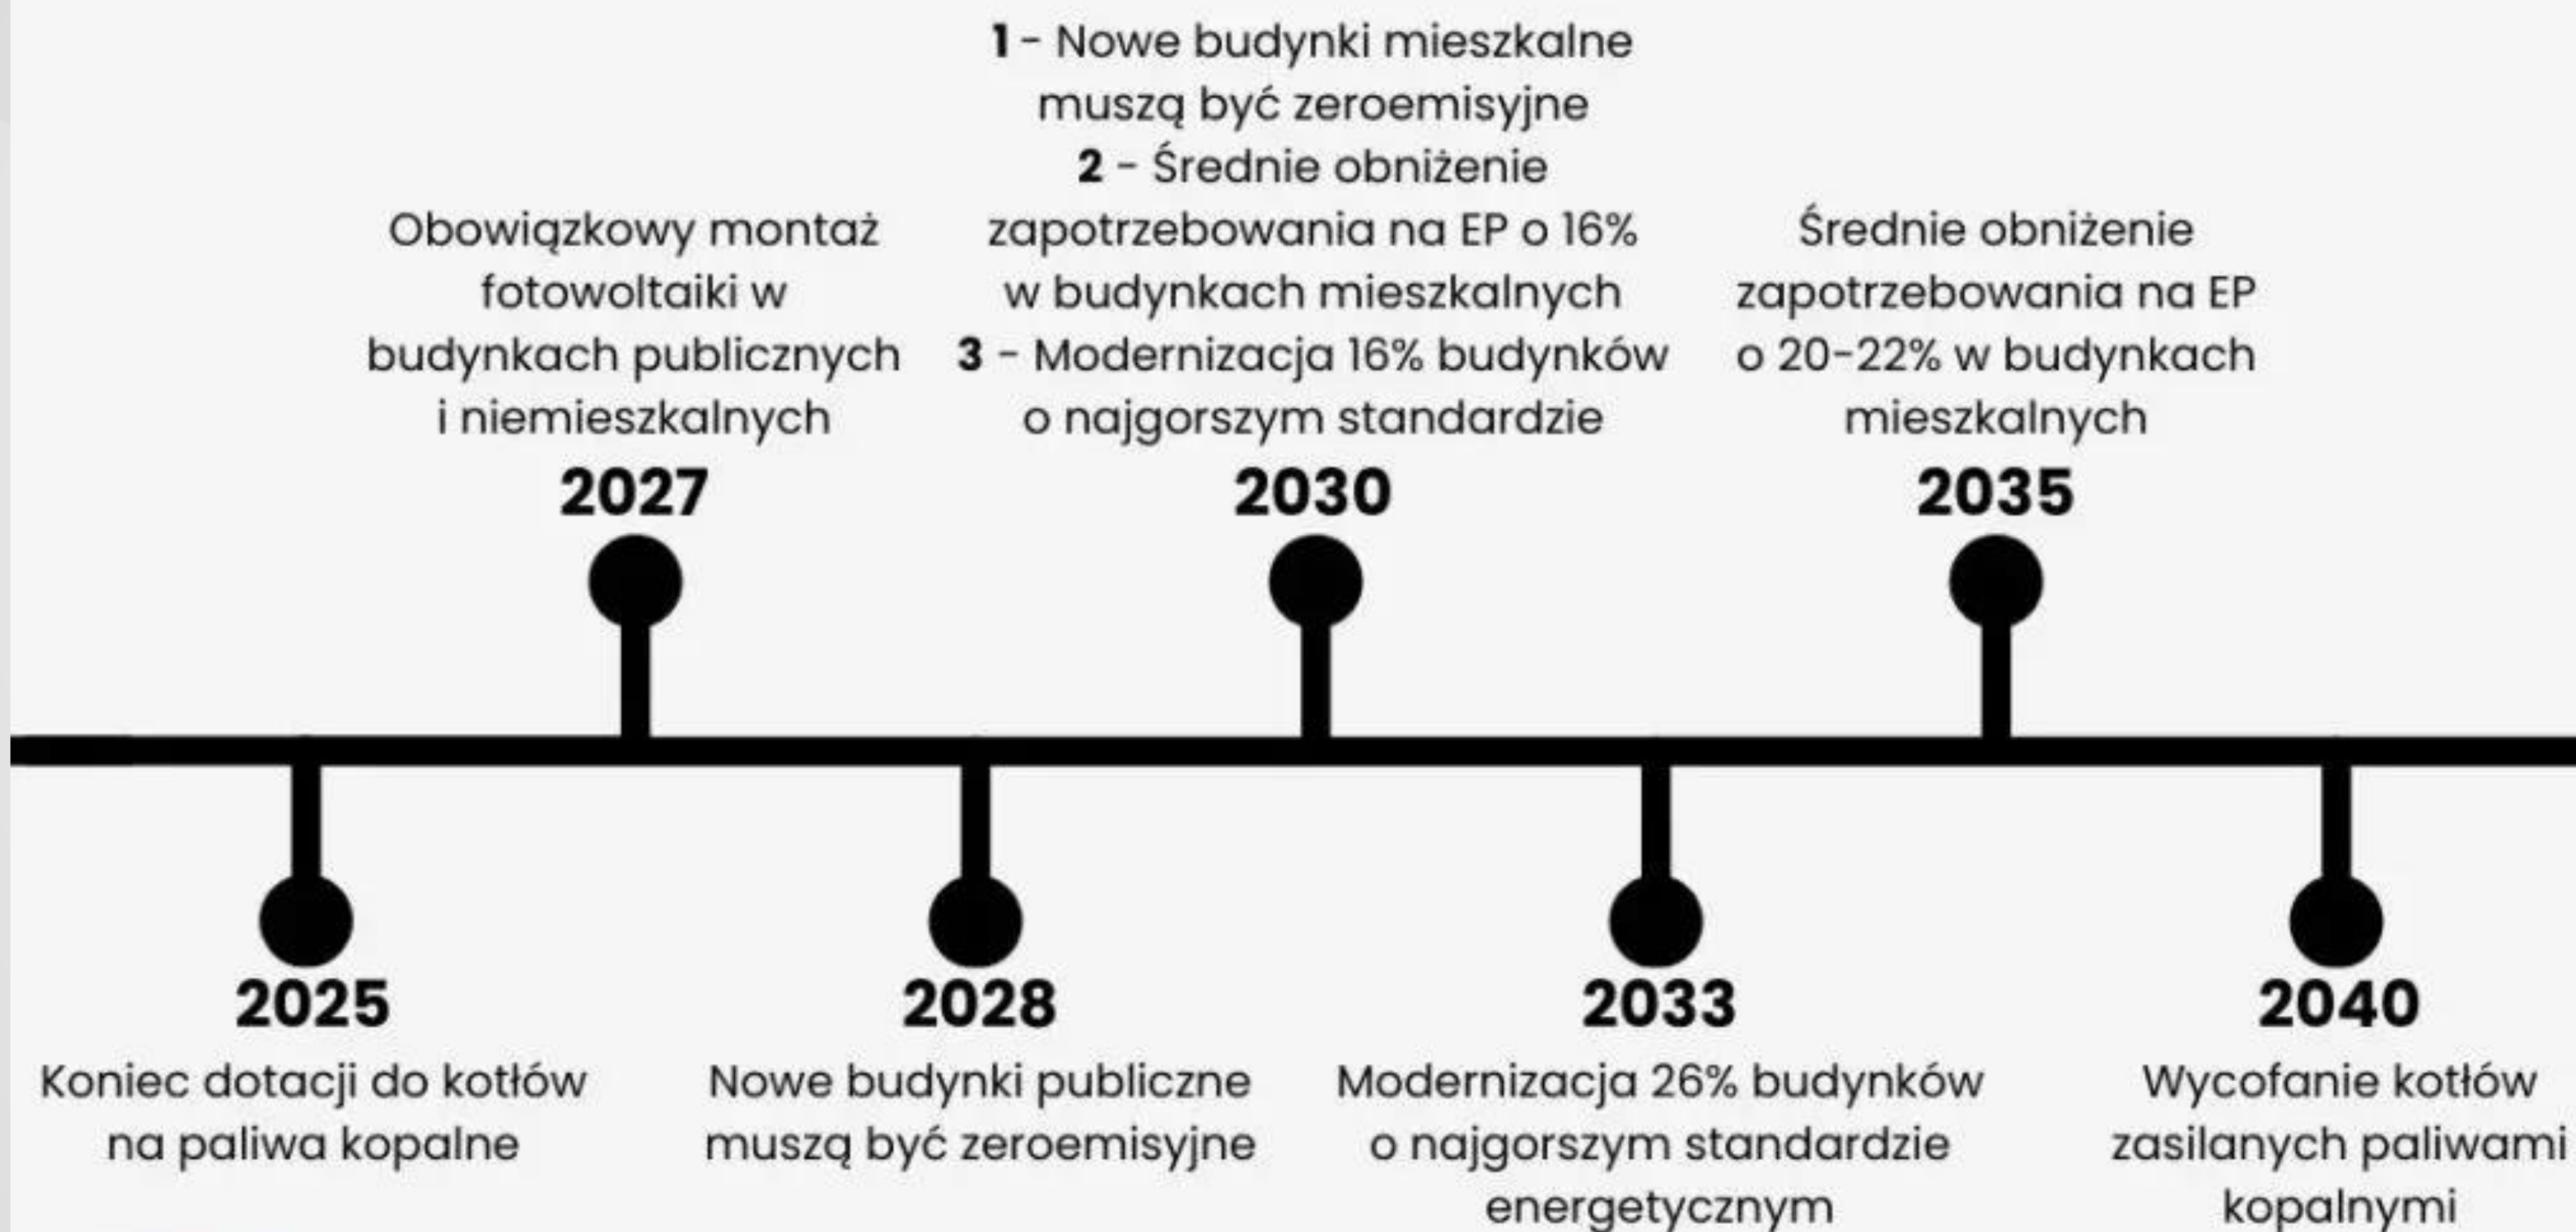 1 - Nowe budynki mieszkalne
muszą być zeroemisyjne
2 - Średnie obniżenie
zapotrzebowania na EP o 16%
w budynkach mieszkalnych
3 - Modernizacja 16% budynków
o najgorszym standardzie
2030
Obowiązkowy montaż
fotowoltaiki w
budynkach publicznych
i niemieszkalnych
2027
Średnie obniżenie
zapotrzebowania na EP
o 20-22% w budynkach
mieszkalnych
2035
2025
Koniec dotacji do kotłów
na paliwa kopalne
2028
Nowe budynki publiczne
muszą być zeroemisyjne
2033
Modernizacja 26% budynków
o najgorszym standardzie
energetycznym
2040
Wycofanie kotłów
zasilanych paliwami
kopalnymi